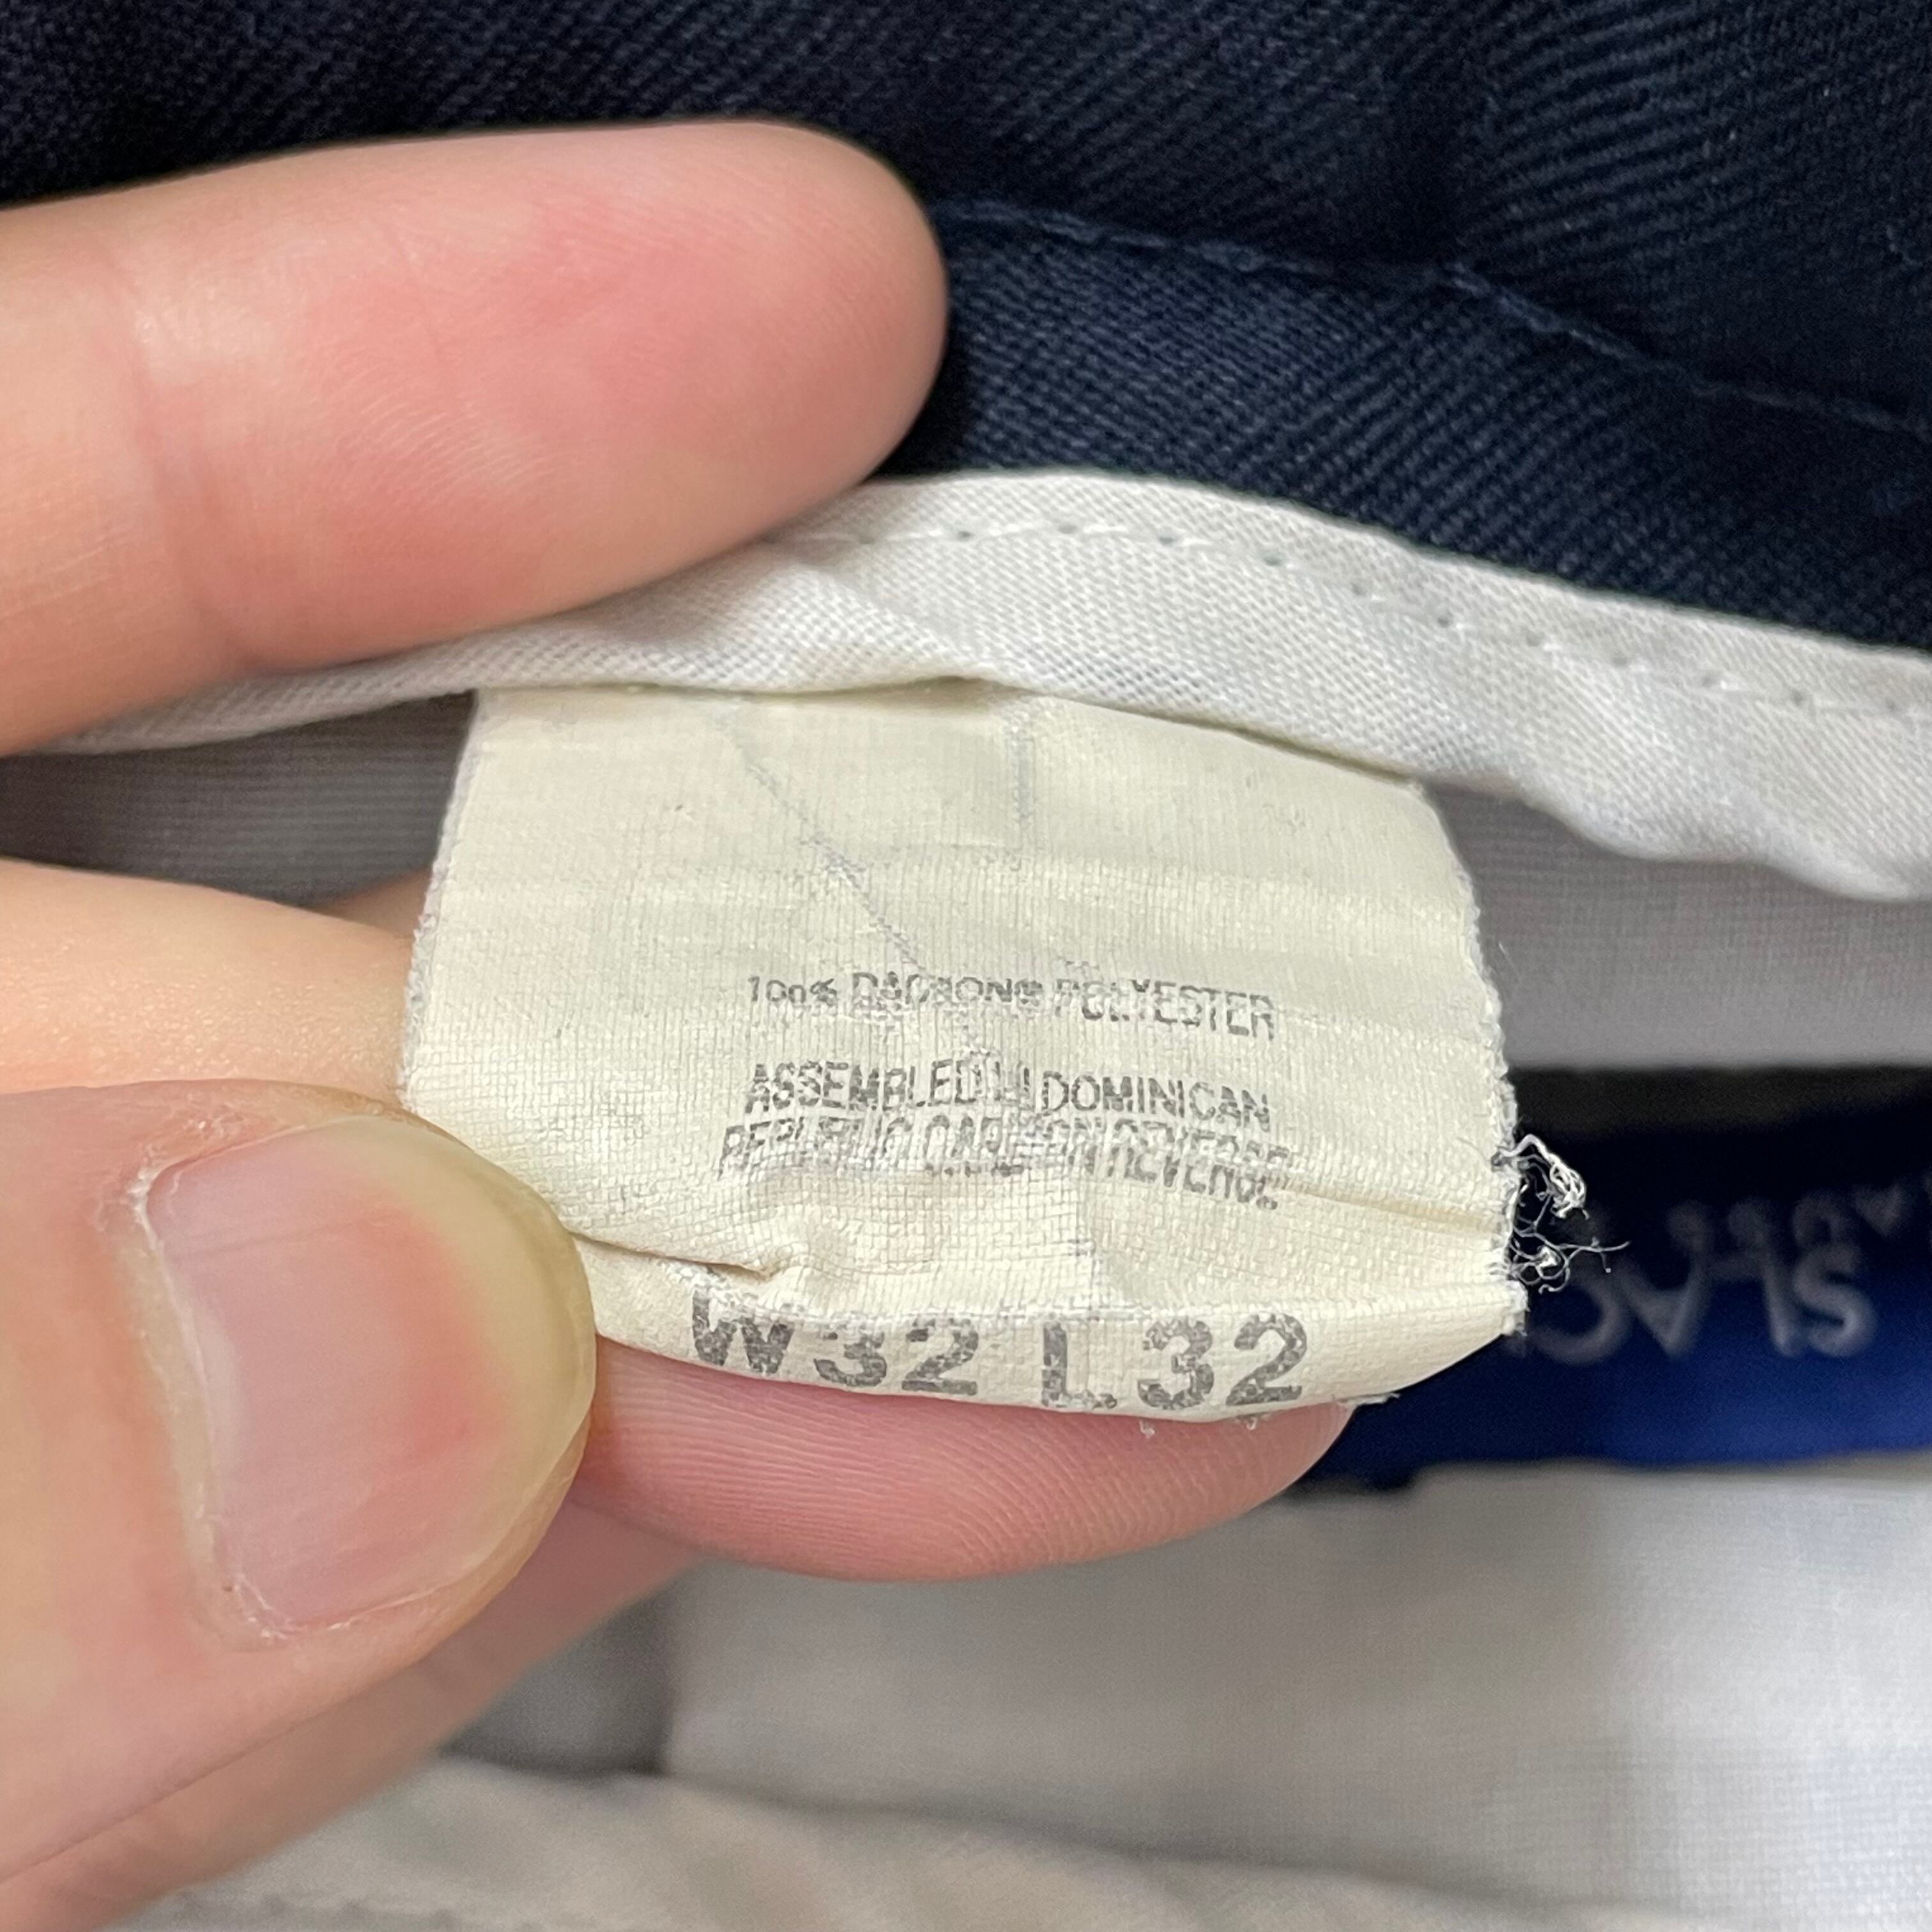 100% DACRON® POLYESTER
ASSEMBLED IN DOMINICAN
REPUBLIC CARE ON REVERSE
W32 L32